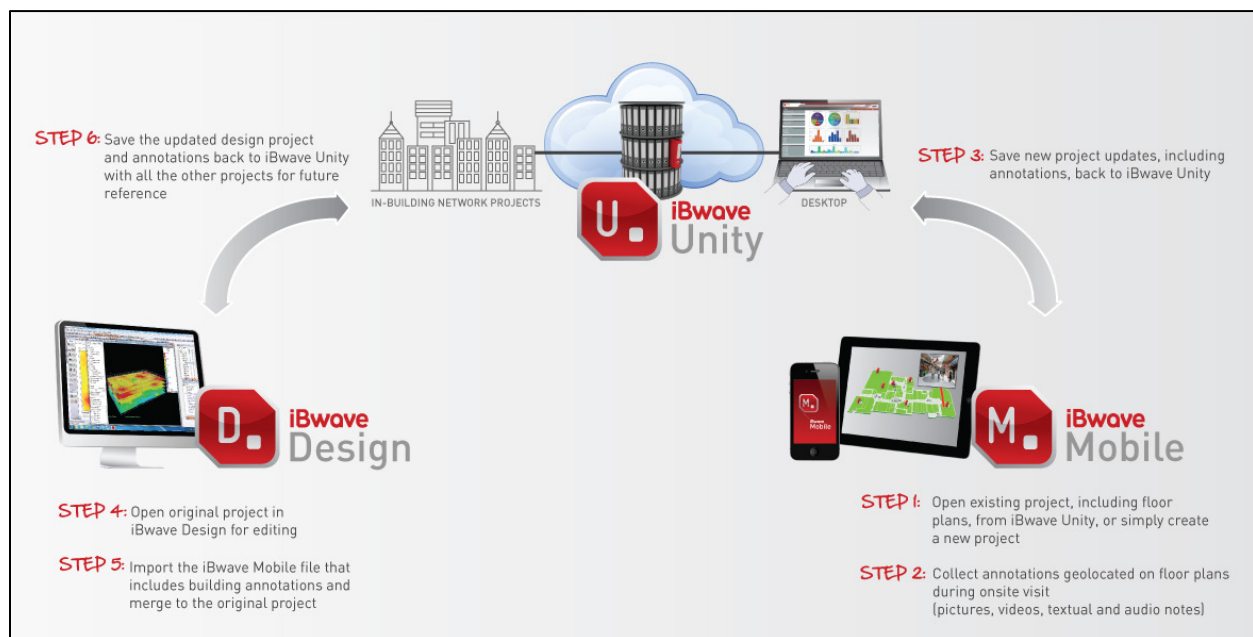 STEP 6: Save the updated design project
and annotations back to iBwave Unity
with all the other projects for future
reference
IN-BUILDING NETWORK PROJECTS
U.
iBwave
Unity
DESKTOP
STEP 3: Save new project updates, including
annotations, back to iBwave Unity
D.
iBwave
Design
M.
iBwave
Mobile
M.
iBwave
Mobile
STEP 4: Open original project in
iBwave Design for editing
STEP 5: Import the iBwave Mobile file that
includes building annotations and
merge to the original project
STEP 1: Open existing project, including floor
plans, from iBwave Unity, or simply create
a new project
STEP 2: Collect annotations geolocated on floor plans
during onsite visit
(pictures, videos, textual and audio notes)